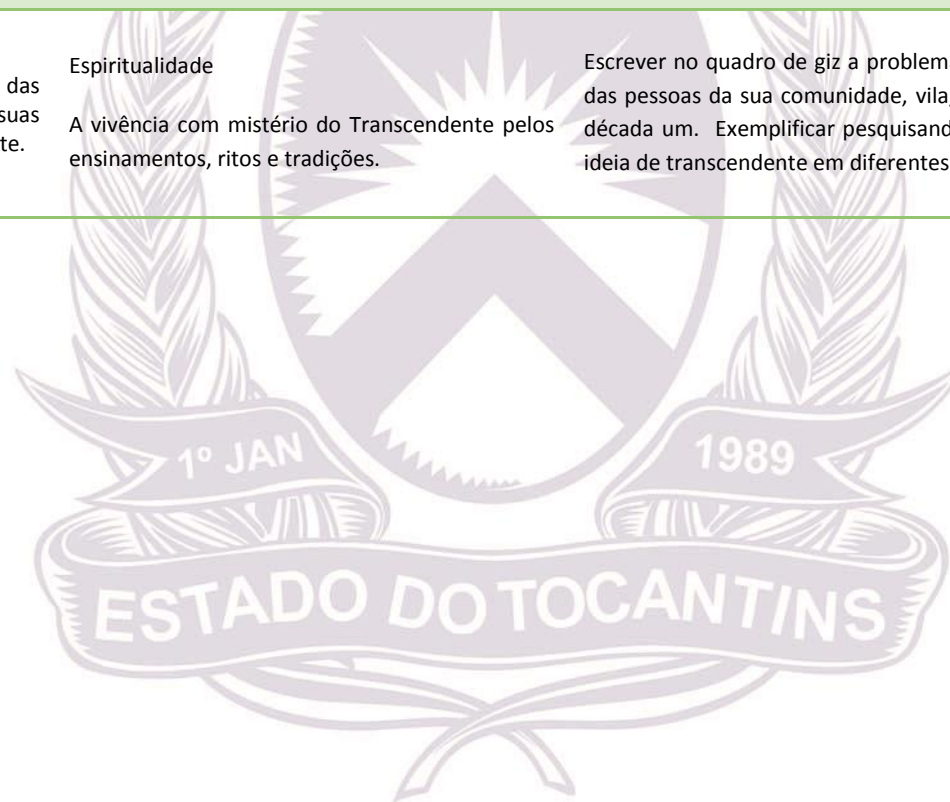 das
suas
te.
Espiritualidade
A vivência com mistério do Transcendente pelos
ensinamentos, ritos e tradições.
Escrever no quadro de giz a problem
das pessoas da sua comunidade, vila,
década um. Exemplificar pesquisand
ideia de transcendente em diferentes
1º JAN
1989
ESTADO DO TOCANTINS